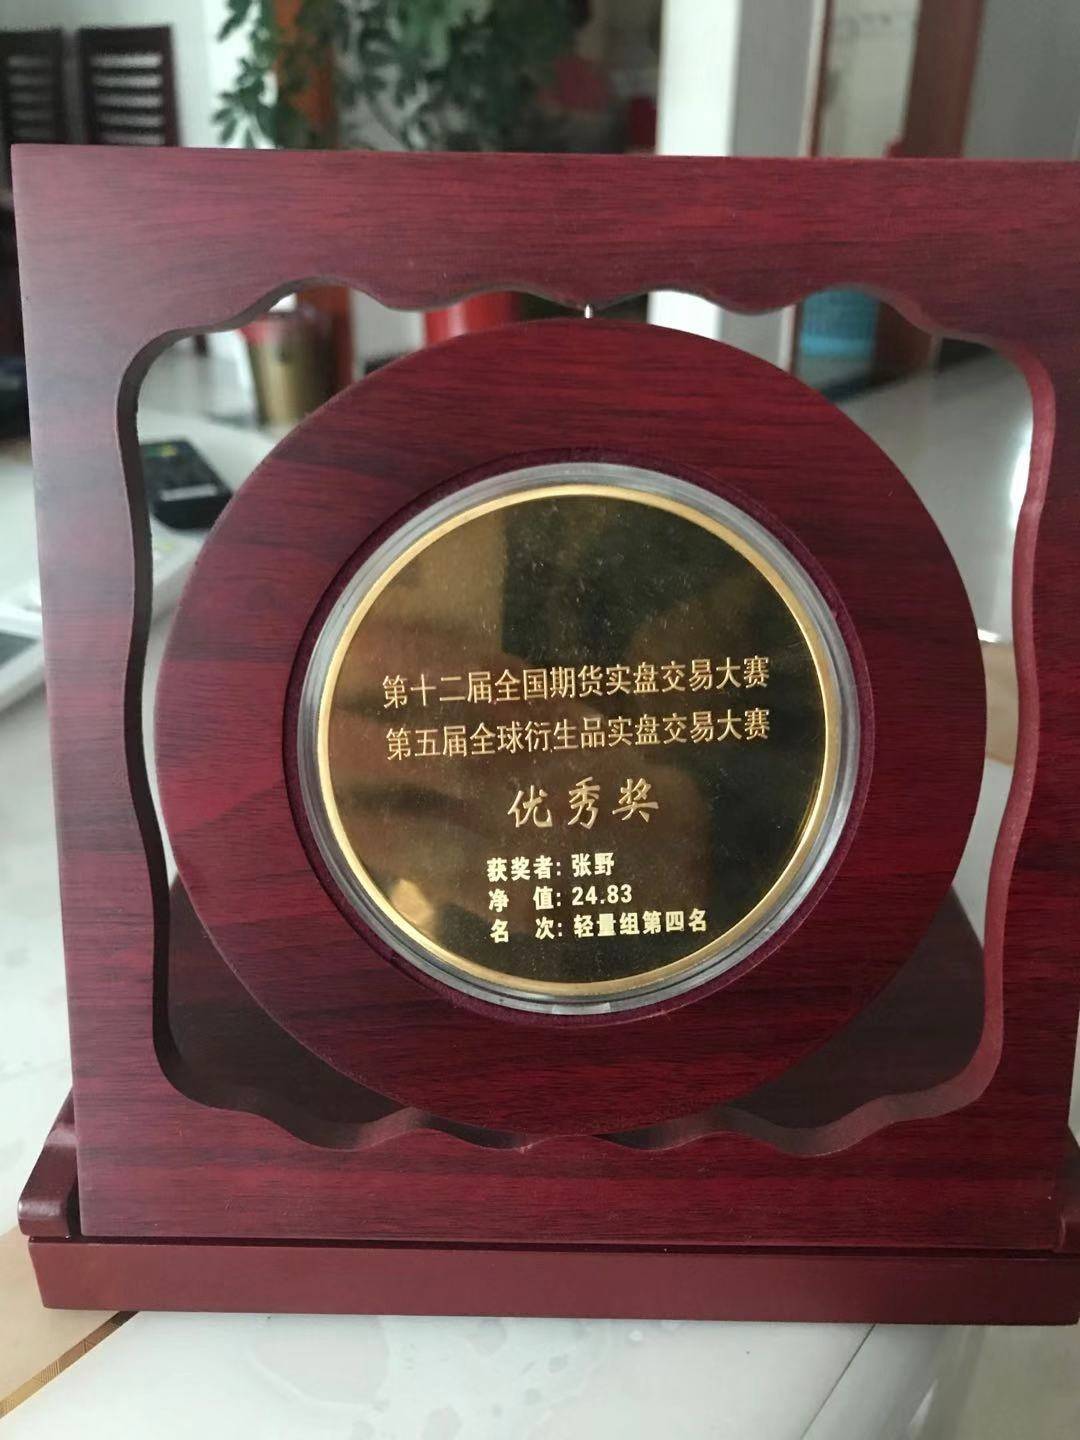 第十二届全国期货实盘交易大赛
第五届全球衍生品实盘交易大赛
优秀奖
获奖者: 张野
净 值: 24.83
名 次: 轻量组第四名